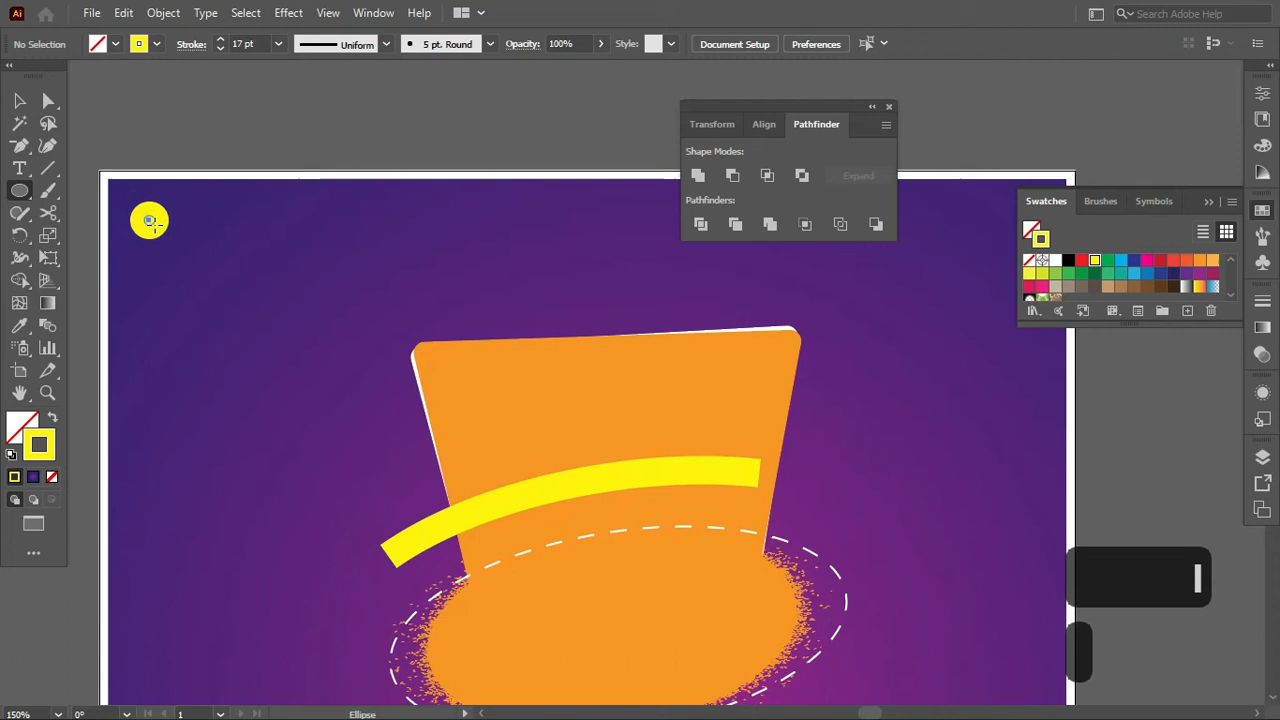 Ai File Edit Object Type Select Effect View Window Help Search Adobe Help
No Selection Stroke: 17 pt Uniform 5 pt. Round Opacity: 100% Style: Document Setup Preferences
Transform Align Pathfinder
Shape Modes:
Expand
Pathfinders:
Swatches Brushes Symbols
150% 0° 1 Ellipse